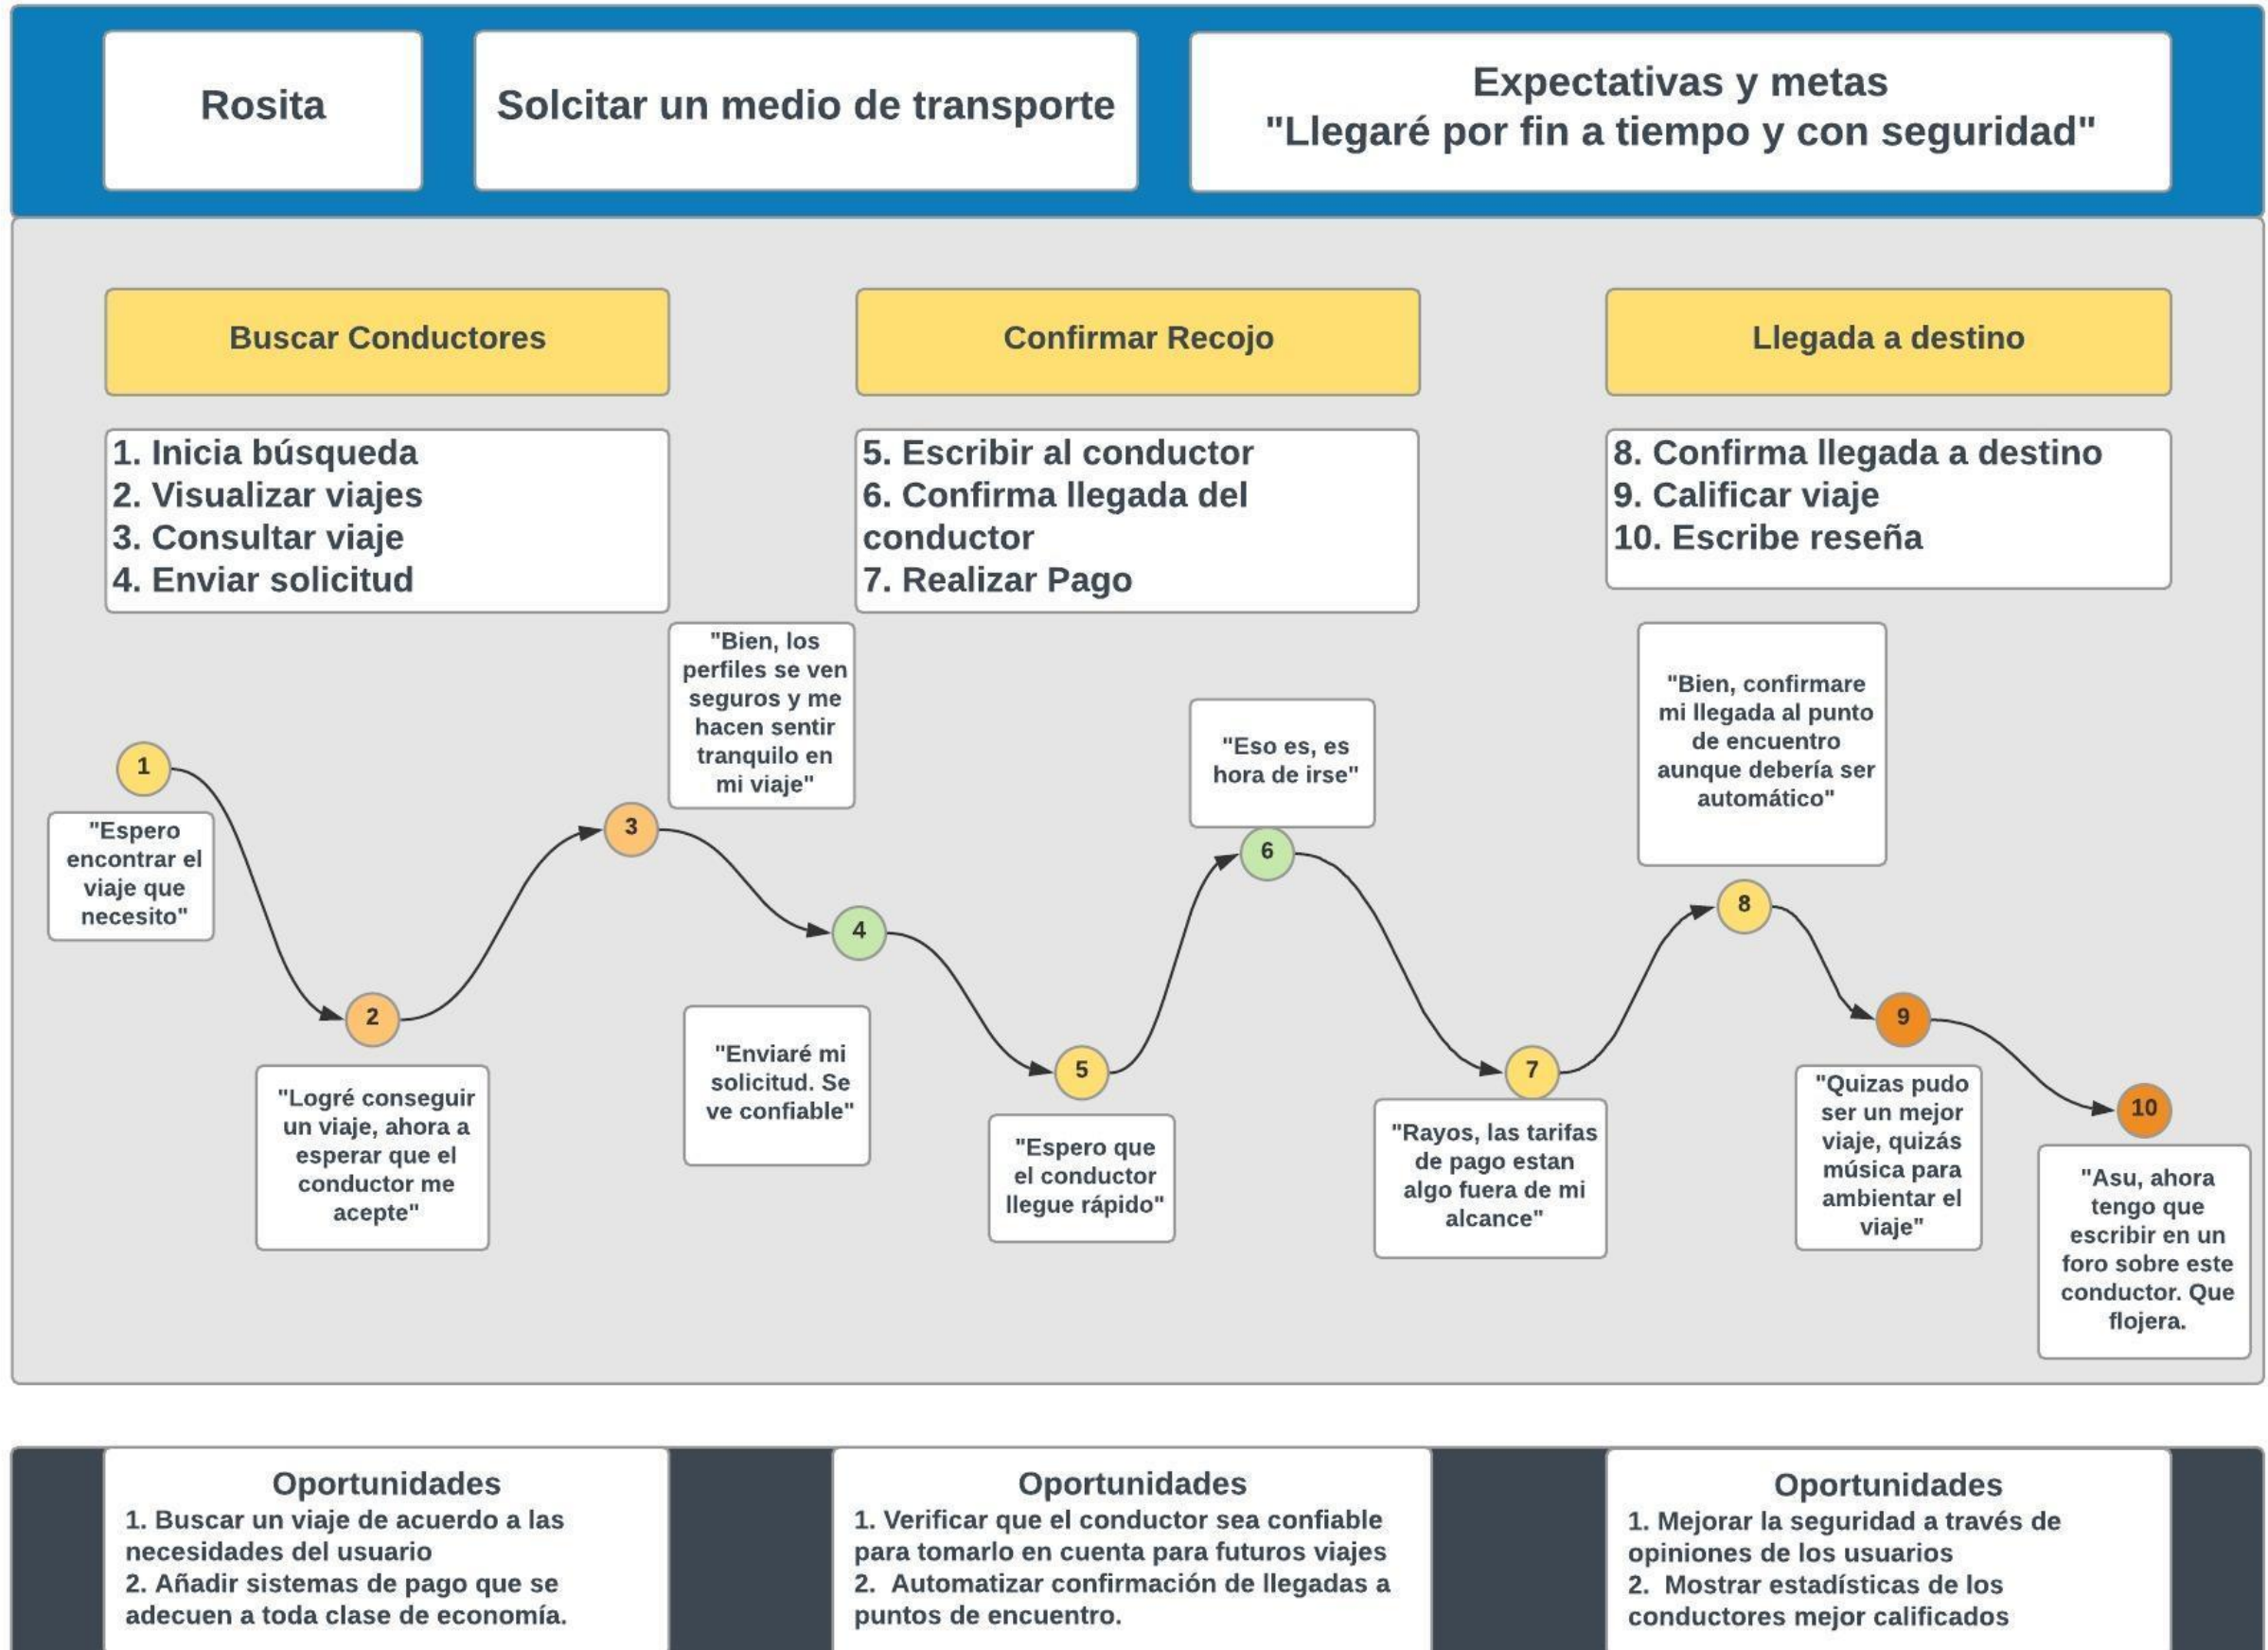 Rosita
Solcitar un medio de transporte
Expectativas y metas
"Llegaré por fin a tiempo y con seguridad"
Buscar Conductores
Confirmar Recojo
Llegada a destino
1. Inicia búsqueda
2. Visualizar viajes
3. Consultar viaje
4. Enviar solicitud
5. Escribir al conductor
6. Confirma llegada del
conductor
7. Realizar Pago
8. Confirma llegada a destino
9. Calificar viaje
10. Escribe reseña
1
"Espero
encontrar el
viaje que
necesito"
2
"Logré conseguir
un viaje, ahora a
esperar que el
conductor me
acepte"
"Bien, los
perfiles se ven
seguros y me
hacen sentir
tranquilo en
mi viaje"
3
4
"Enviaré mi
solicitud. Se
ve confiable"
5
"Espero que
el conductor
llegue rápido"
"Eso es, es
hora de irse"
6
7
"Rayos, las tarifas
de pago estan
algo fuera de mi
alcance"
"Bien, confirmare
mi llegada al punto
de encuentro
aunque debería ser
automático"
8
9
"Quizas pudo
ser un mejor
viaje, quizás
música para
ambientar el
viaje"
10
"Asu, ahora
tengo que
escribir en un
foro sobre este
conductor. Que
flojera.
Oportunidades
1. Buscar un viaje de acuerdo a las
necesidades del usuario
2. Añadir sistemas de pago que se
adecuen a toda clase de economía.
Oportunidades
1. Verificar que el conductor sea confiable
para tomarlo en cuenta para futuros viajes
2. Automatizar confirmación de llegadas a
puntos de encuentro.
Oportunidades
1. Mejorar la seguridad a través de
opiniones de los usuarios
2. Mostrar estadísticas de los
conductores mejor calificados